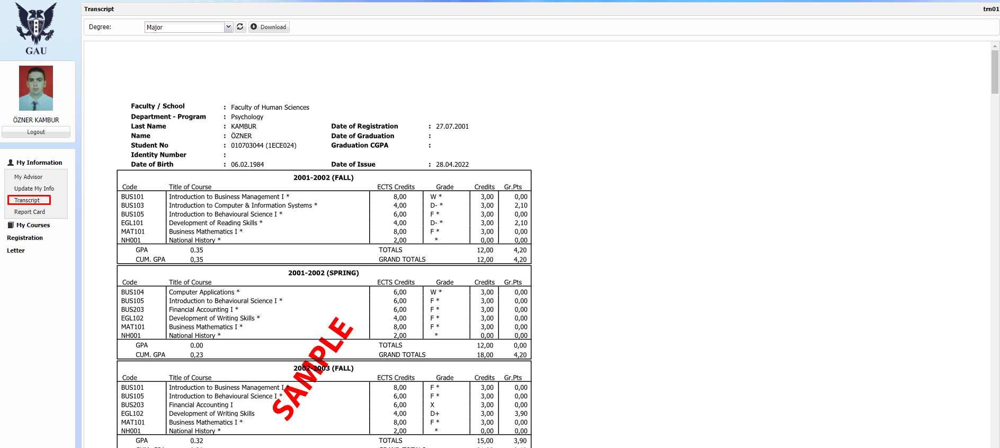 GAU
ÖZNER KAMBUR
Logout
My Information
My Advisor
Update My Info
Transcript
Report Card
My Courses
Registration
Letter
Transcript trn01
Degree: Major Download
Faculty / School : Faculty of Human Sciences
Department - Program : Psychology
Last Name : KAMBUR Date of Registration : 27.07.2001
Name : ÖZNER Date of Graduation :
Student No : 010703044 (1ECE024) Graduation CGPA :
Identity Number :
Date of Birth : 06.02.1984 Date of Issue : 28.04.2022
2001-2002 (FALL)
Code Title of Course ECTS Credits Grade Credits Gr.Pts
BUS101 Introduction to Business Management I * 8,00 W * 3,00 0,00
BUS103 Introduction to Computer & Information Systems * 4,00 D- * 3,00 2,10
BUS105 Introduction to Behavioural Science I * 6,00 F * 3,00 0,00
EGL101 Development of Reading Skills * 4,00 D- * 3,00 2,10
MAT101 Business Mathematics I * 8,00 F * 3,00 0,00
NH001 National History * 2,00 * 0,00 0,00
GPA 0.35 TOTALS 12,00 4,20
CUM. GPA 0,35 GRAND TOTALS 12,00 4,20
2001-2002 (SPRING)
Code Title of Course ECTS Credits Grade Credits Gr.Pts
BUS104 Computer Applications * 6,00 W * 3,00 0,00
BUS105 Introduction to Behavioural Science I * 6,00 F * 3,00 0,00
BUS203 Financial Accounting I * 6,00 F * 3,00 0,00
EGL102 Development of Writing Skills * 4,00 F * 3,00 0,00
MAT101 Business Mathematics I * 8,00 F * 3,00 0,00
NH001 National History * 2,00 * 0,00 0,00
GPA 0.00 TOTALS 12,00 0,00
CUM. GPA 0,23 GRAND TOTALS 18,00 4,20
SAMPLE
2002-2003 (FALL)
Code Title of Course ECTS Credits Grade Credits Gr.Pts
BUS101 Introduction to Business Management I * 8,00 F * 3,00 0,00
BUS105 Introduction to Behavioural Science I * 6,00 F * 3,00 0,00
BUS203 Financial Accounting I 6,00 X 3,00 0,00
EGL102 Development of Writing Skills 4,00 D+ 3,00 3,90
MAT101 Business Mathematics I * 8,00 F * 3,00 0,00
NH001 National History * 2,00 * 0,00 0,00
GPA 0.32 TOTALS 15,00 3,90